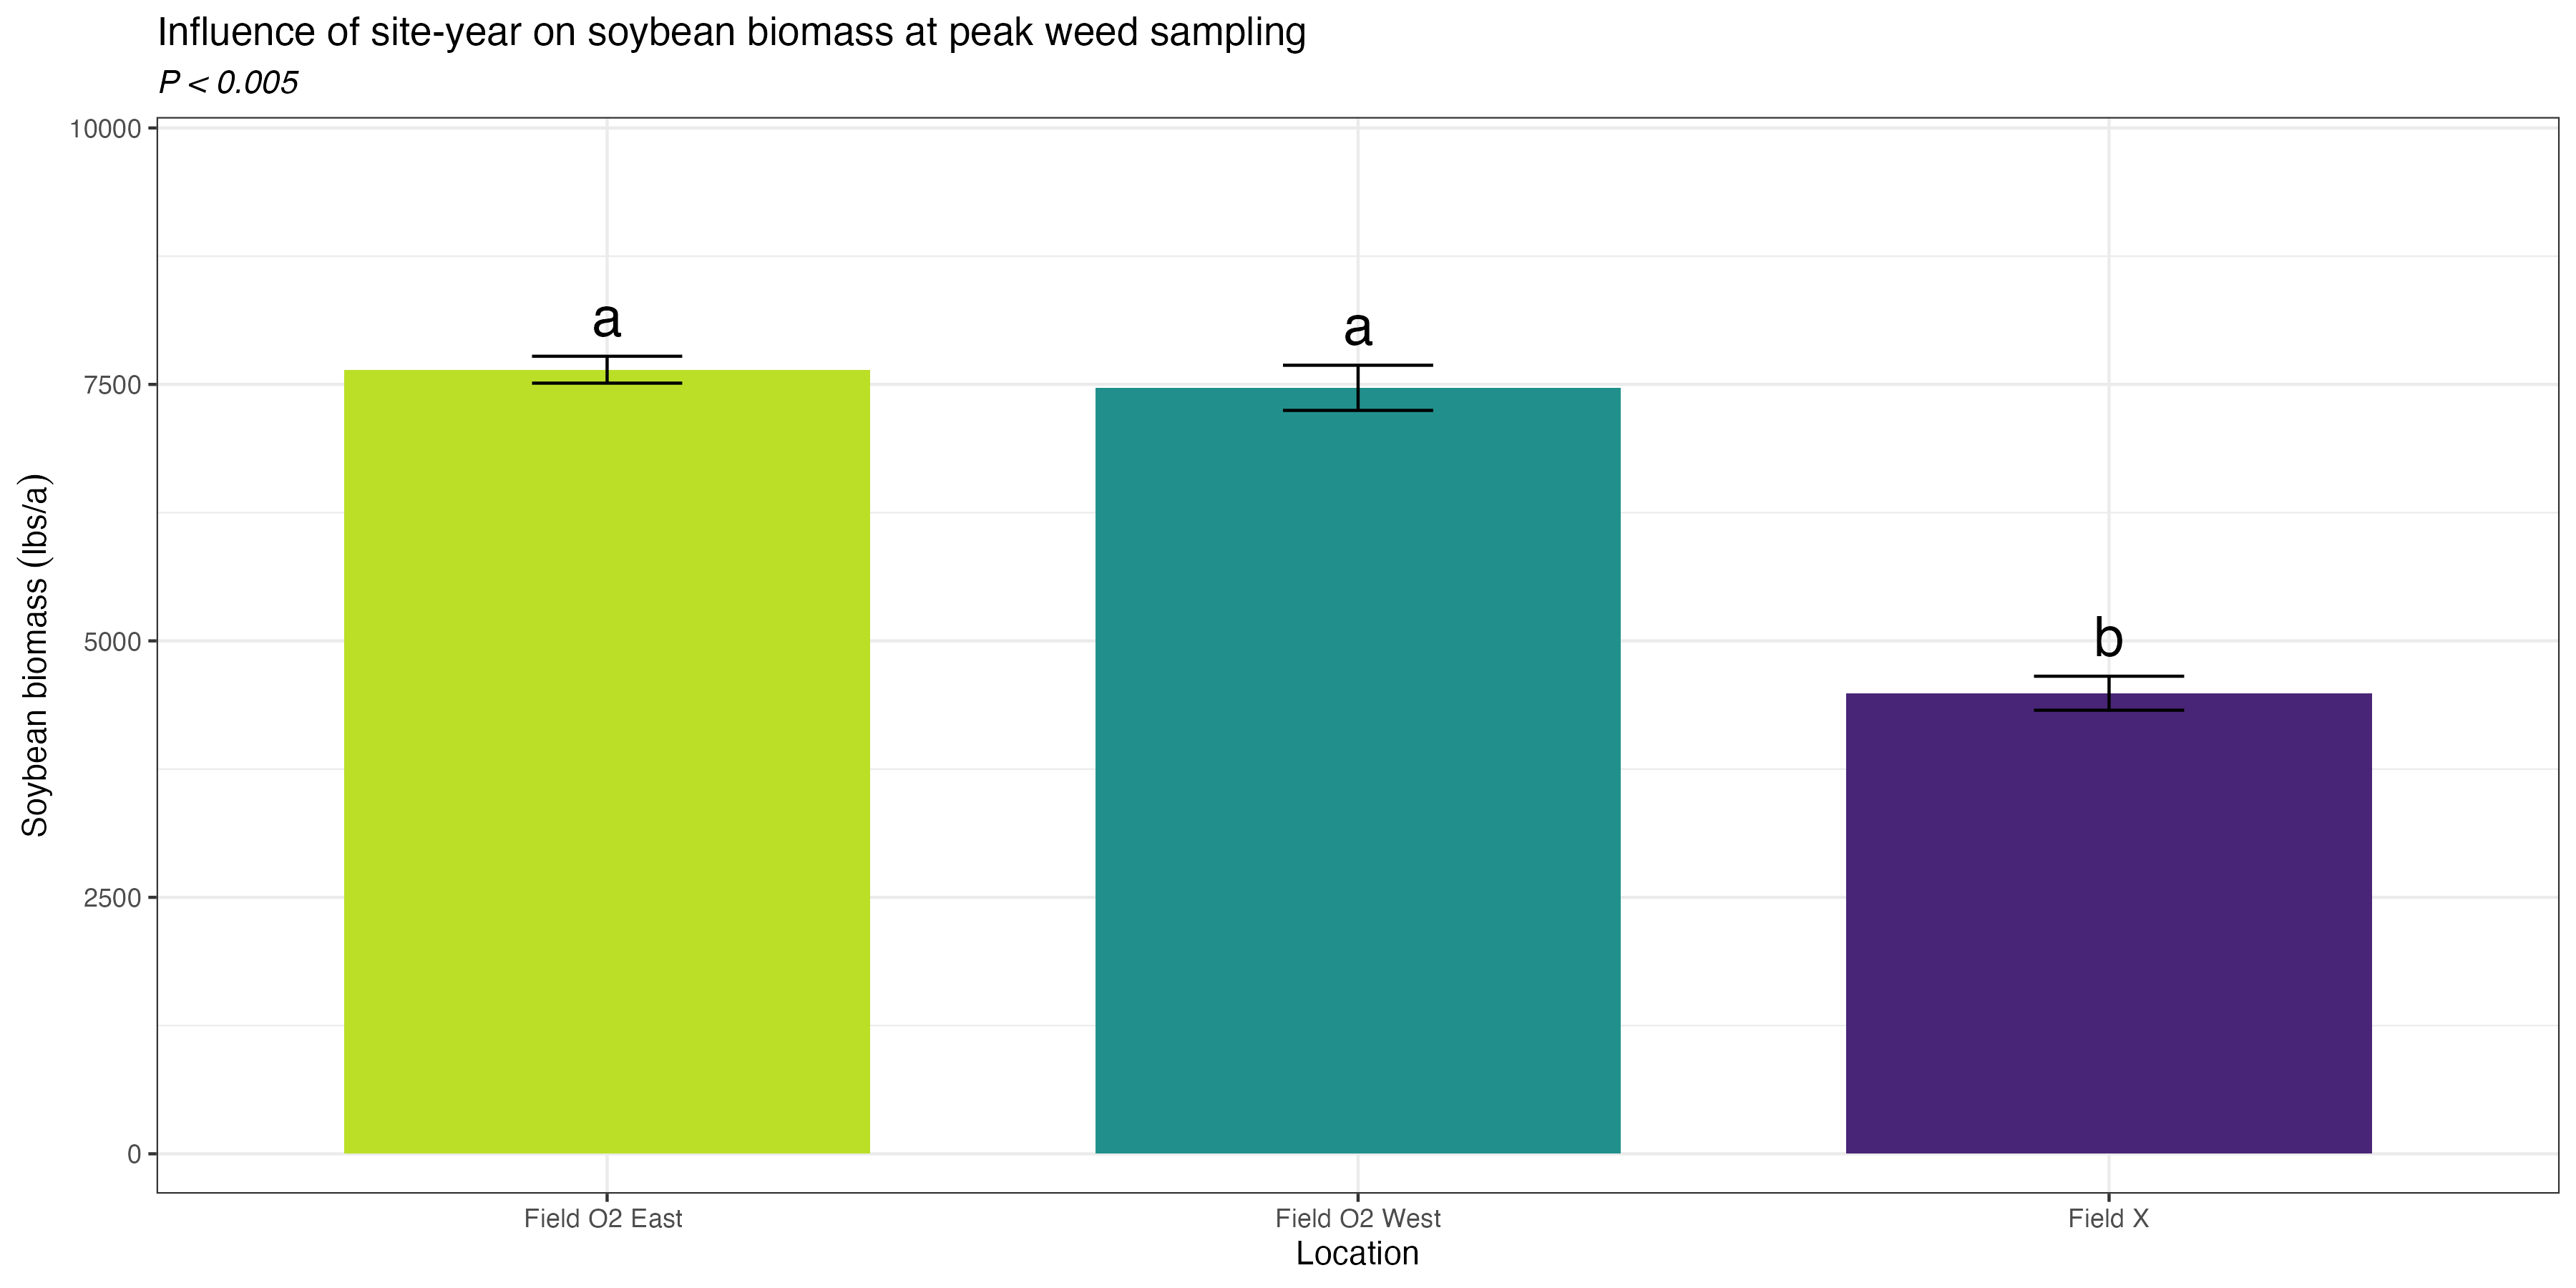 Influence of site-year on soybean biomass at peak weed sampling
P < 0.005
Soybean biomass (lbs/a)
10000
7500
5000
2500
0
a
a
b
Field O2 East
Field O2 West
Field X
Location